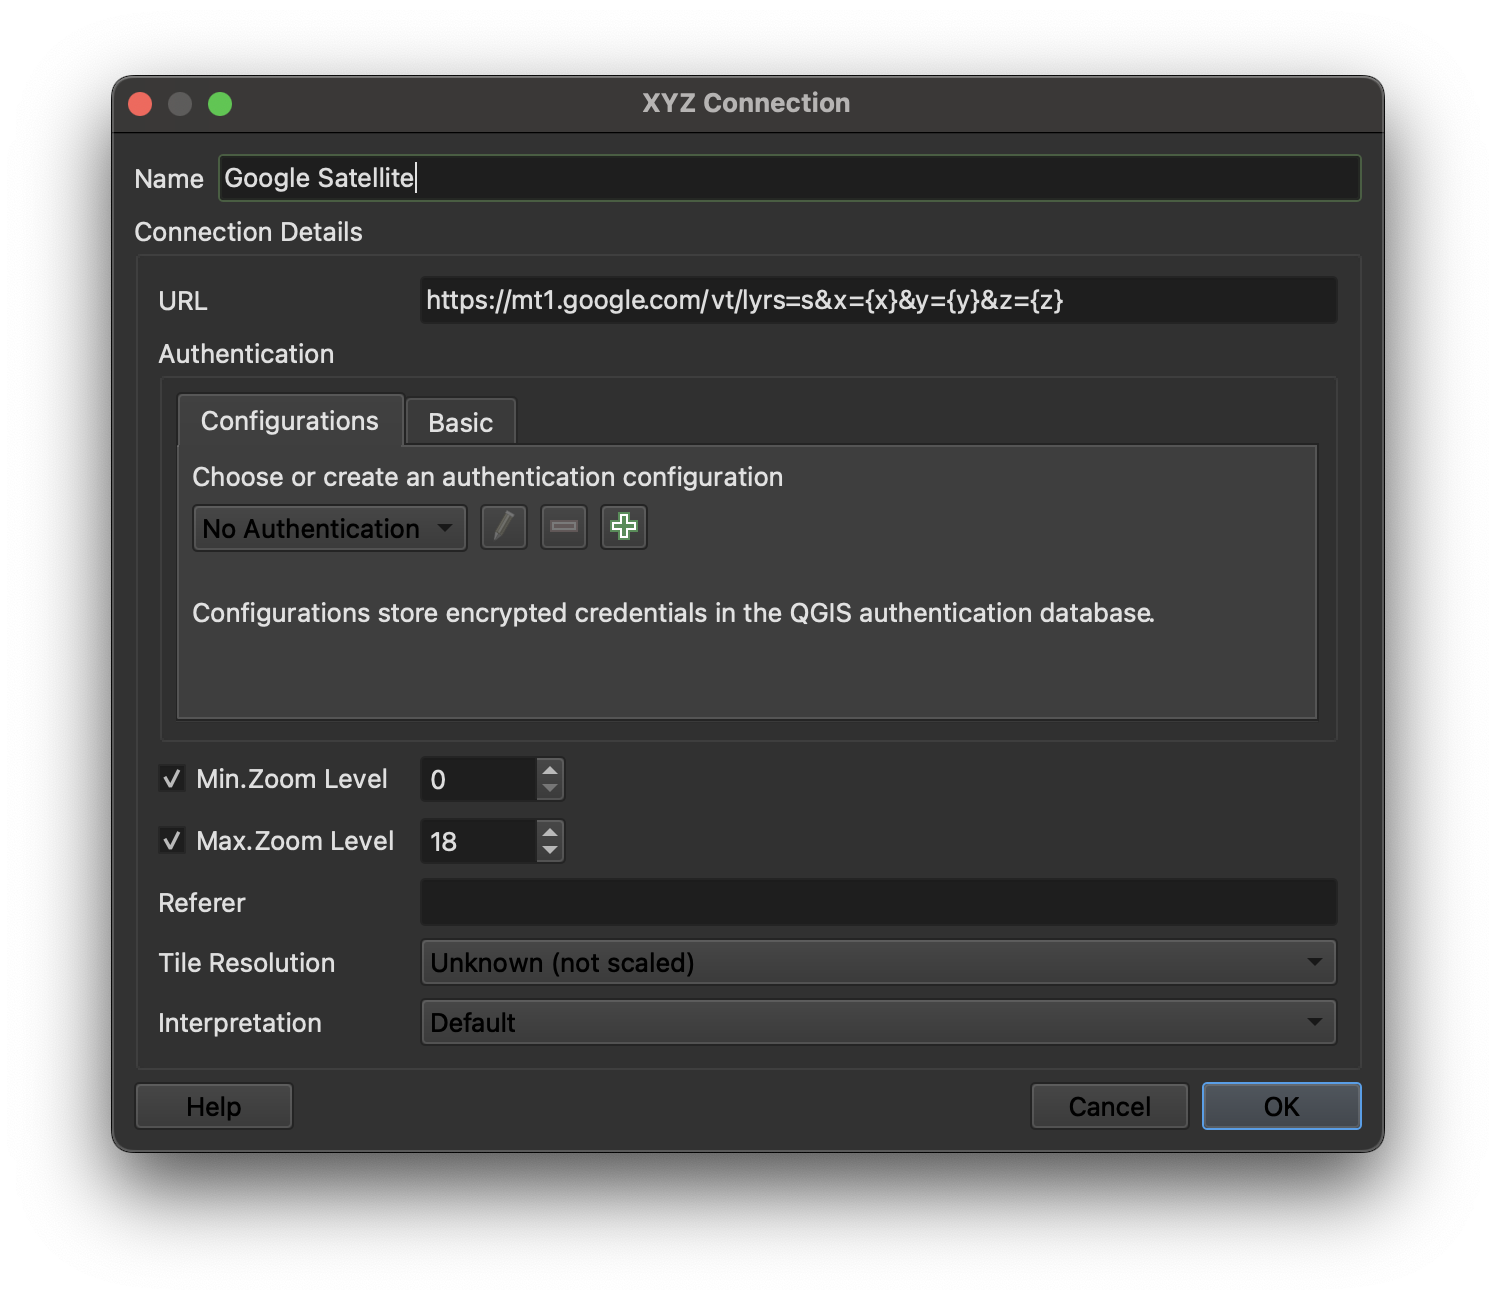 XYZ Connection
Name Google Satellite
Connection Details
URL https://mt1.google.com/vt/lyrs=s&x={x}&y={y}&z={z}
Authentication
Configurations Basic
Choose or create an authentication configuration
No Authentication
Configurations store encrypted credentials in the QGIS authentication database.
Min.Zoom Level 0
Max.Zoom Level 18
Referer
Tile Resolution Unknown (not scaled)
Interpretation Default
Help Cancel OK